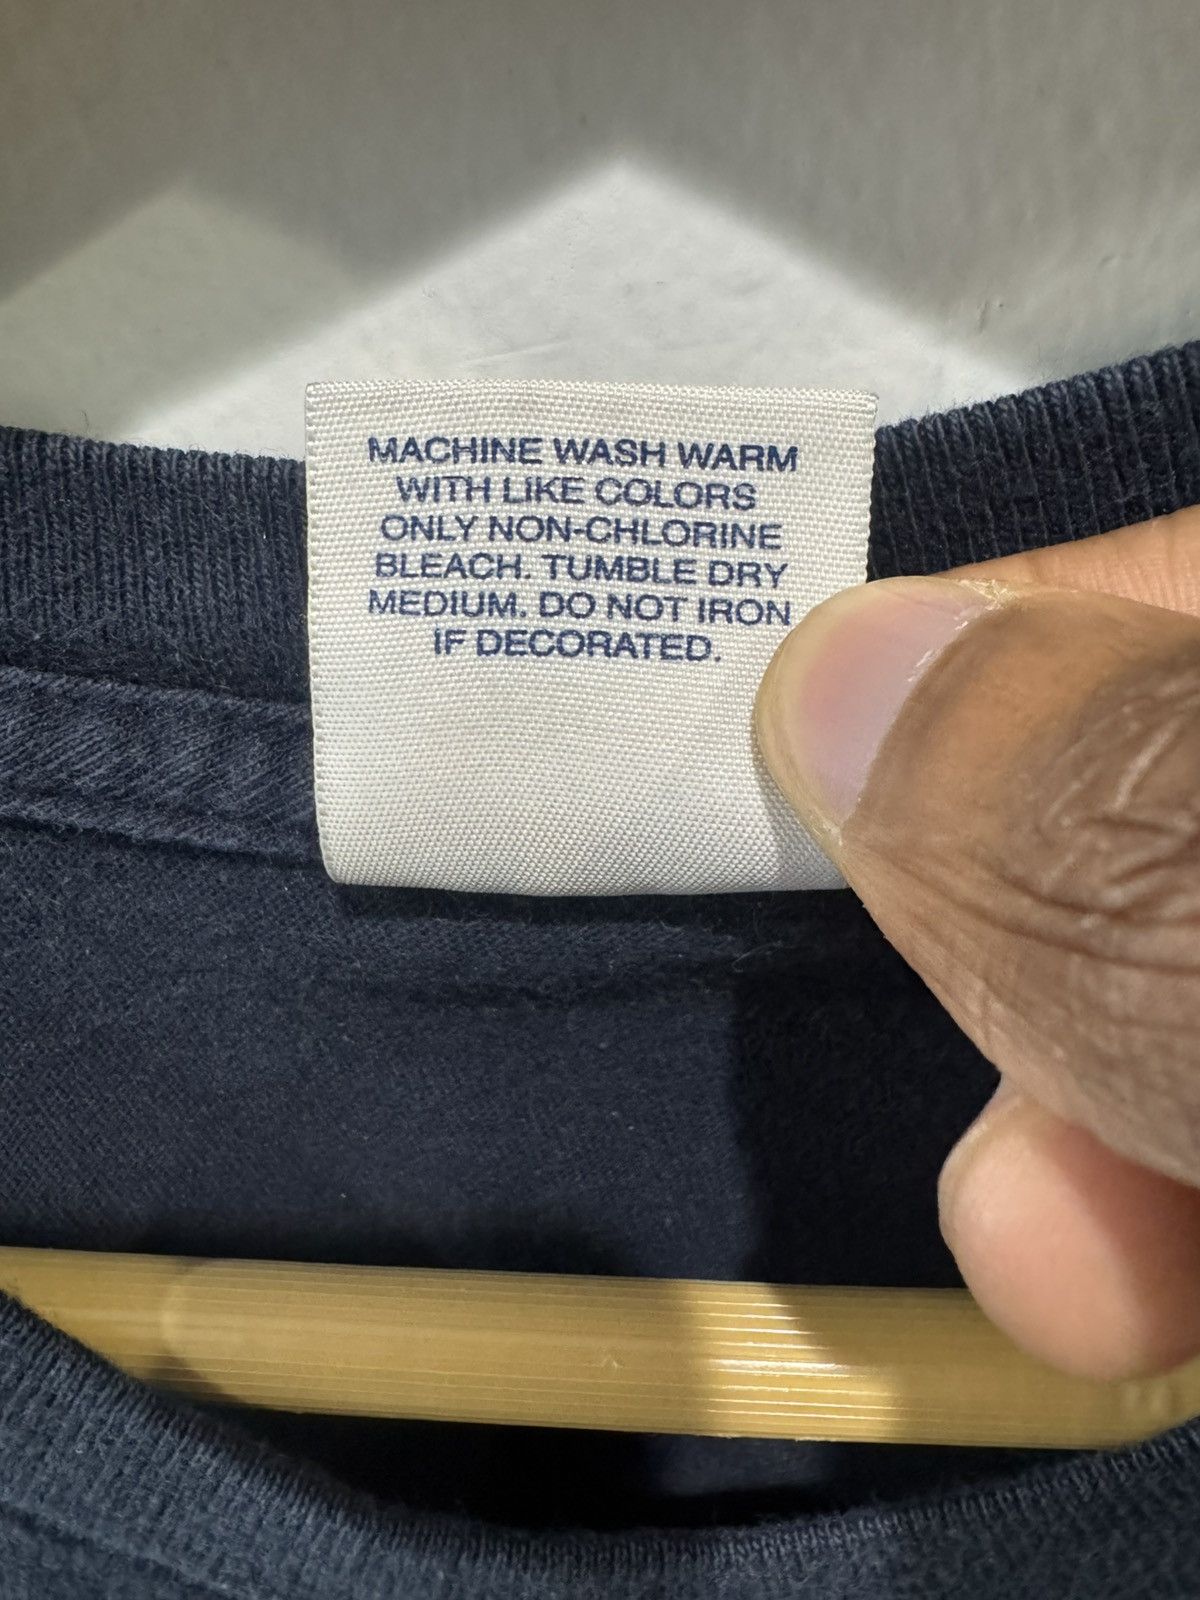 MACHINE WASH WARM
WITH LIKE COLORS
ONLY NON-CHLORINE
BLEACH. TUMBLE DRY
MEDIUM. DO NOT IRON
IF DECORATED.